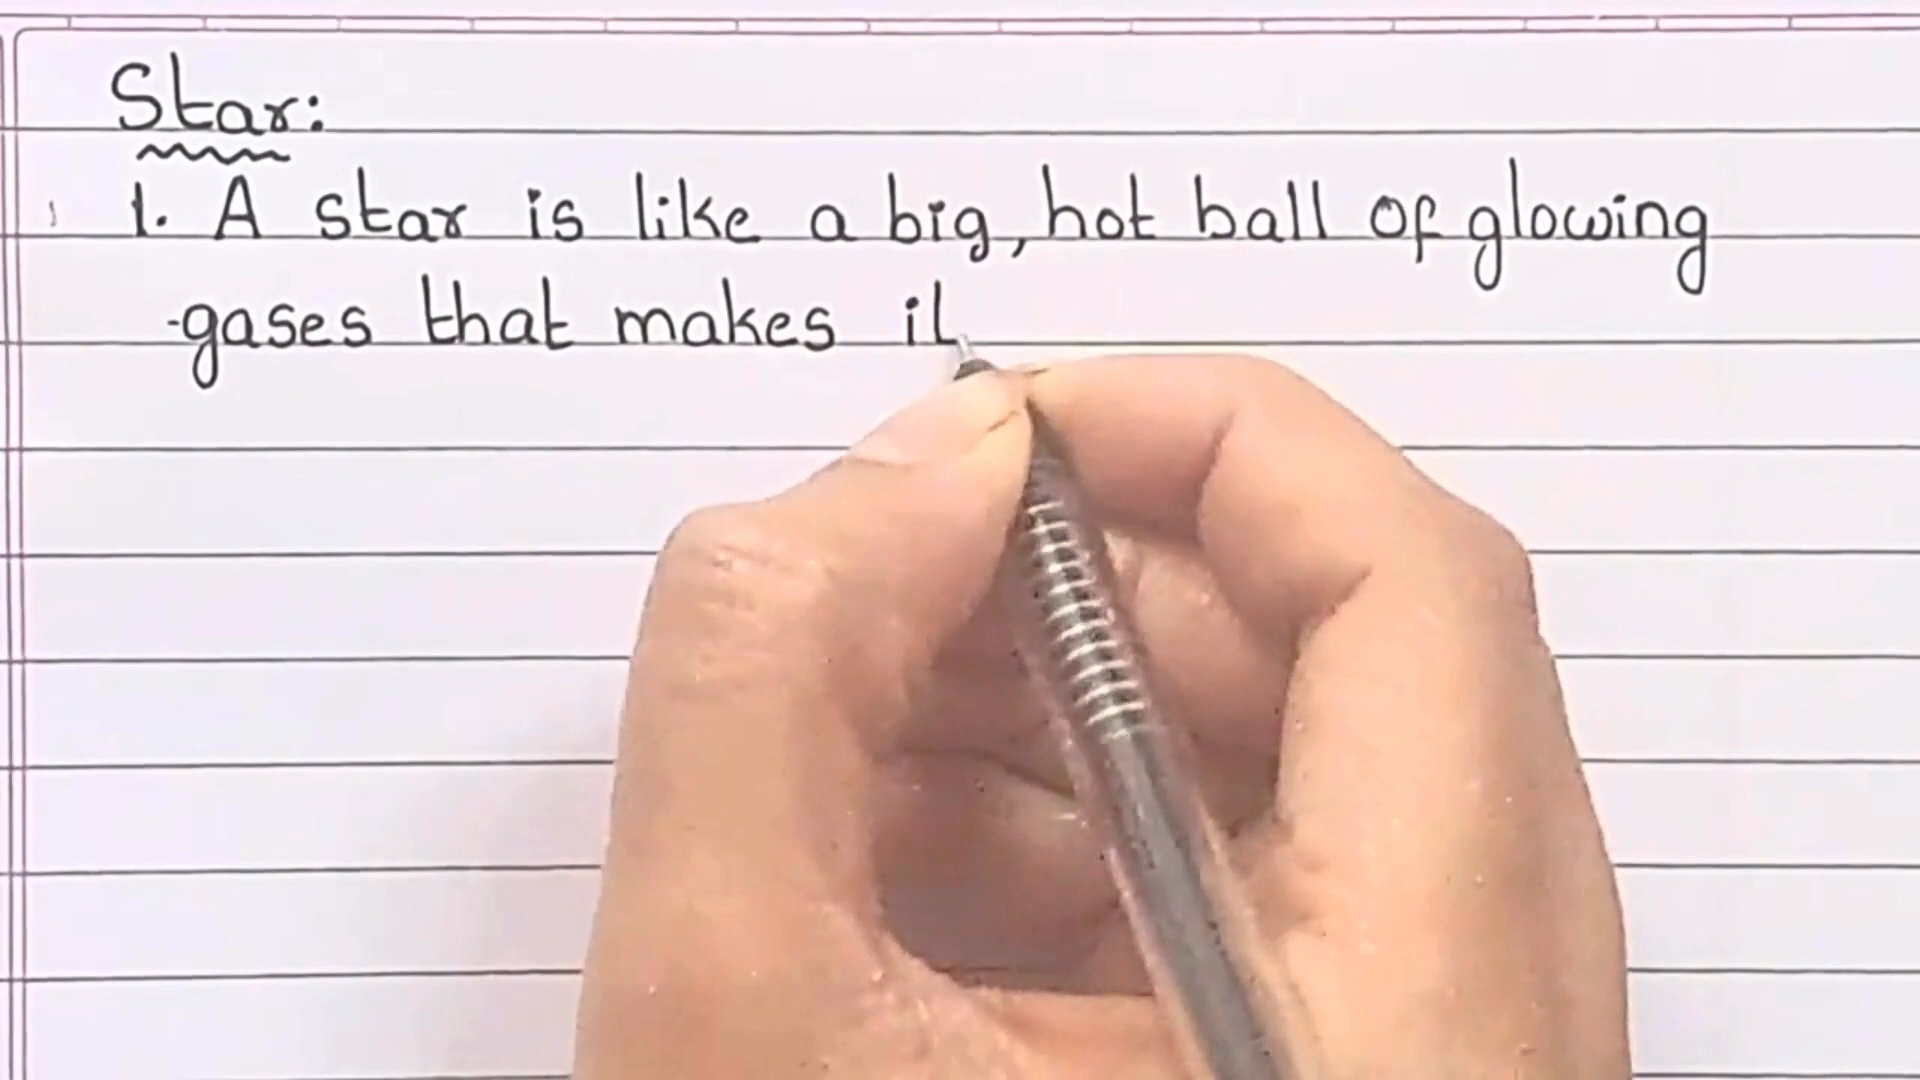 Star:
1. A star is like a big, hot ball of glowing
gases that makes